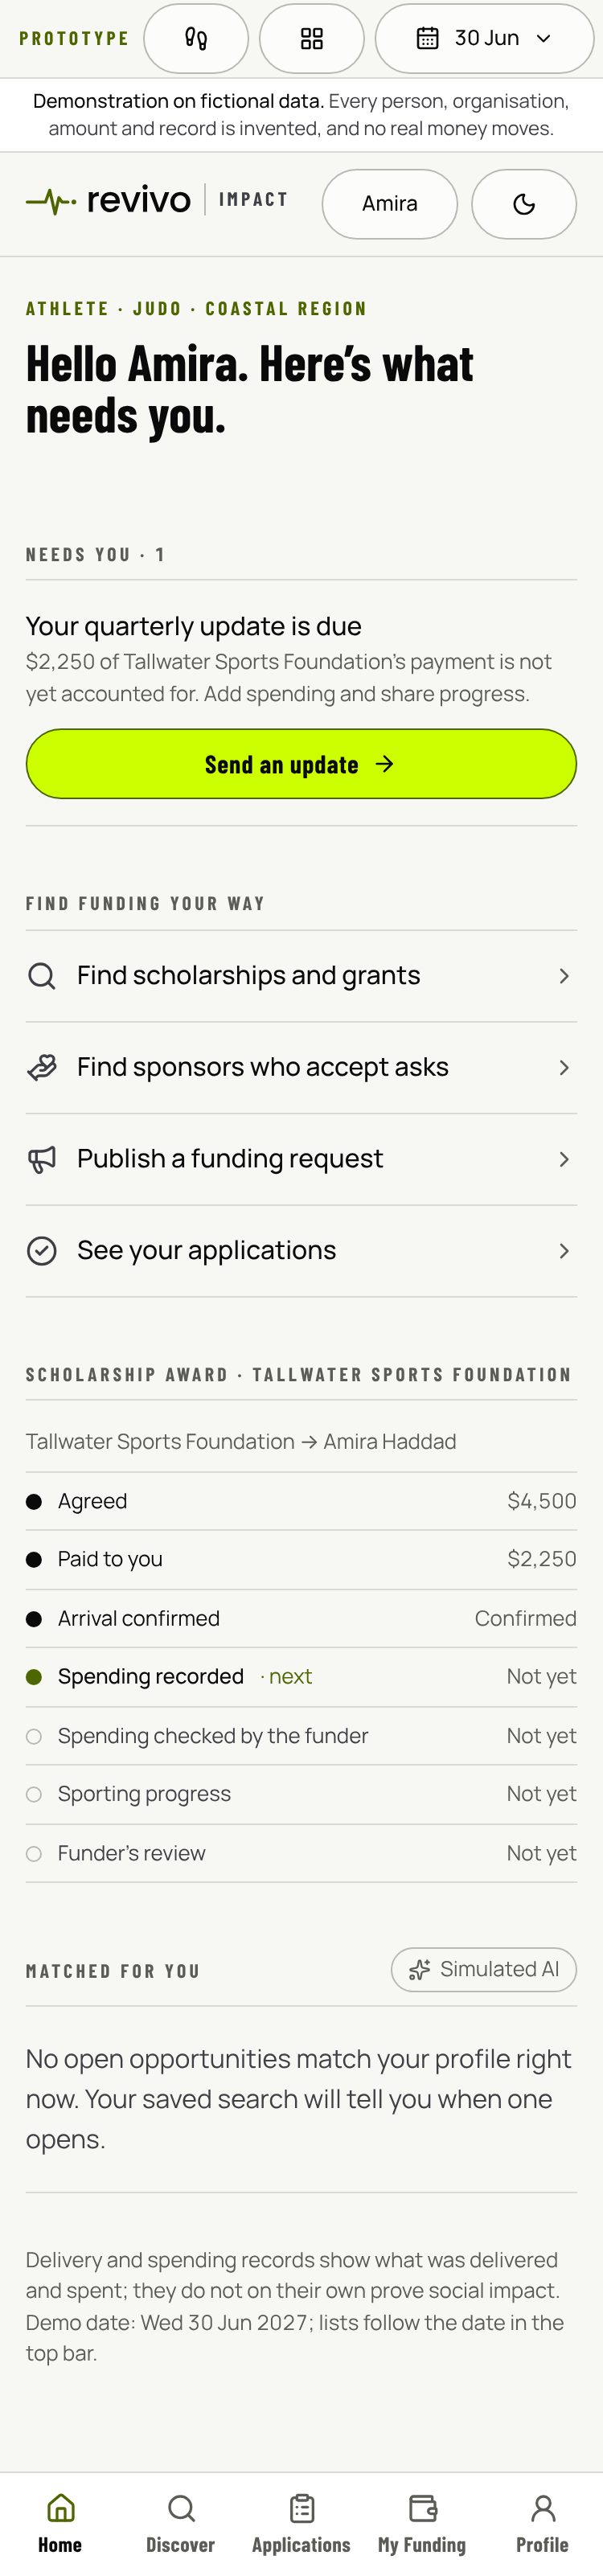 PROTOTYPE
30 Jun
Demonstration on fictional data. Every person, organisation,
amount and record is invented, and no real money moves.
revivo
IMPACT
Amira
ATHLETE · JUDO · COASTAL REGION
Hello Amira. Here’s what
needs you.
NEEDS YOU · 1
Your quarterly update is due
$2,250 of Tallwater Sports Foundation’s payment is not
yet accounted for. Add spending and share progress.
Send an update →
FIND FUNDING YOUR WAY
Find scholarships and grants
Find sponsors who accept asks
Publish a funding request
See your applications
SCHOLARSHIP AWARD · TALLWATER SPORTS FOUNDATION
Tallwater Sports Foundation → Amira Haddad
Agreed $4,500
Paid to you $2,250
Arrival confirmed Confirmed
Spending recorded · next Not yet
Spending checked by the funder Not yet
Sporting progress Not yet
Funder’s review Not yet
MATCHED FOR YOU
Simulated AI
No open opportunities match your profile right
now. Your saved search will tell you when one
opens.
Delivery and spending records show what was delivered
and spent; they do not on their own prove social impact.
Demo date: Wed 30 Jun 2027; lists follow the date in the
top bar.
Home Discover Applications My Funding Profile